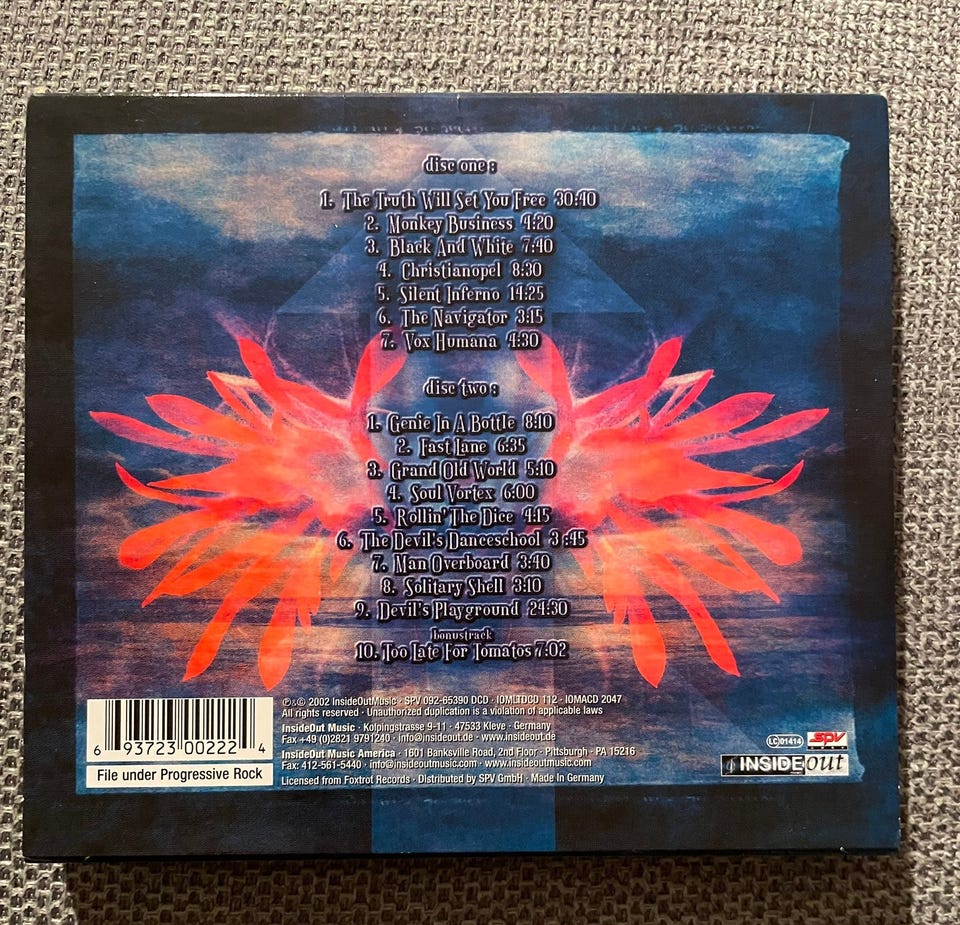 disc one :
1. The Truth Will Set You Free 30:40
2. Monkey Business 4:20
3. Black And White 7:40
4. Christianopel 8:30
5. Silent Inferno 14:25
6. The Navigator 3:15
7. Vox Humana 4:30
disc two :
1. Genie In A Bottle 8:10
2. Fast Lane 6:35
3. Grand Old World 5:10
4. Soul Vortex 6:00
5. Rollin' The Dice 4:15
6. The Devil's Danceschool 3:45
7. Man Overboard 3:40
8. Solitary Shell 3:10
9. Devil's Playground 24:30
bonustrack
10. Too Late For Tomatos 7:02
6 93723 00222 4
File under Progressive Rock
℗&© 2002 InsideOutMusic · SPV 092-65390 DCD · IOMLTDCD 112 · IOMACD 2047
All rights reserved · Unauthorized duplication is a violation of applicable laws
InsideOut Music · Kolpingstrasse 9-11 · 47533 Kleve · Germany
Fax +49 (0)2821 9791240 · info@insideout.de · www.insideout.de
InsideOut Music America · 1601 Banksville Road, 2nd Floor · Pittsburgh · PA 15216
Fax: 412-561-5440 · info@insideoutmusic.com · www.insideoutmusic.com
Licensed from Foxtrot Records · Distributed by SPV GmbH · Made in Germany
LC 01414
SPV
INSIDEout